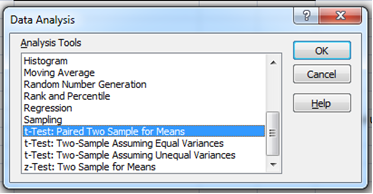 Data Analysis
Analysis Tools
Histogram
Moving Average
Random Number Generation
Rank and Percentile
Regression
Sampling
t-Test: Paired Two Sample for Means
t-Test: Two-Sample Assuming Equal Variances
t-Test: Two-Sample Assuming Unequal Variances
z-Test: Two Sample for Means
OK
Cancel
Help